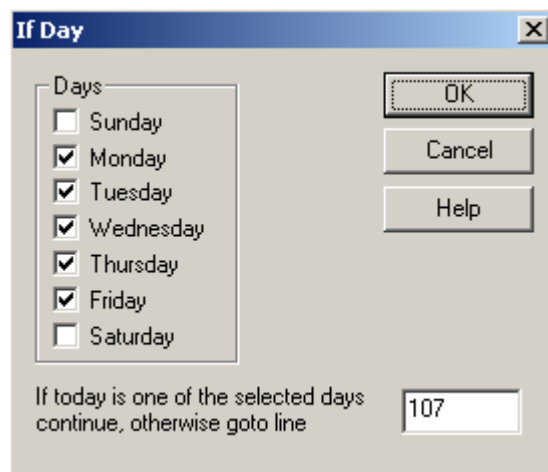 If Day
Days
Sunday
Monday
Tuesday
Wednesday
Thursday
Friday
Saturday
OK
Cancel
Help
If today is one of the selected days
continue, otherwise goto line
107